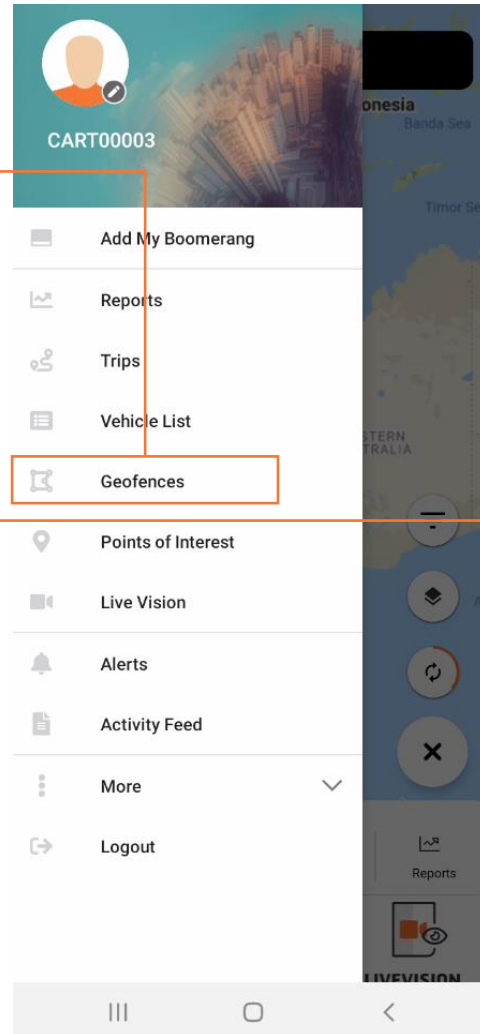 CART00003
Add My Boomerang
Reports
Trips
Vehicle List
Geofences
Points of Interest
Live Vision
Alerts
Activity Feed
More
Logout
onesia
Banda Sea
Timor Se
STERN
TRALIA
A
Reports
LIVEVISION